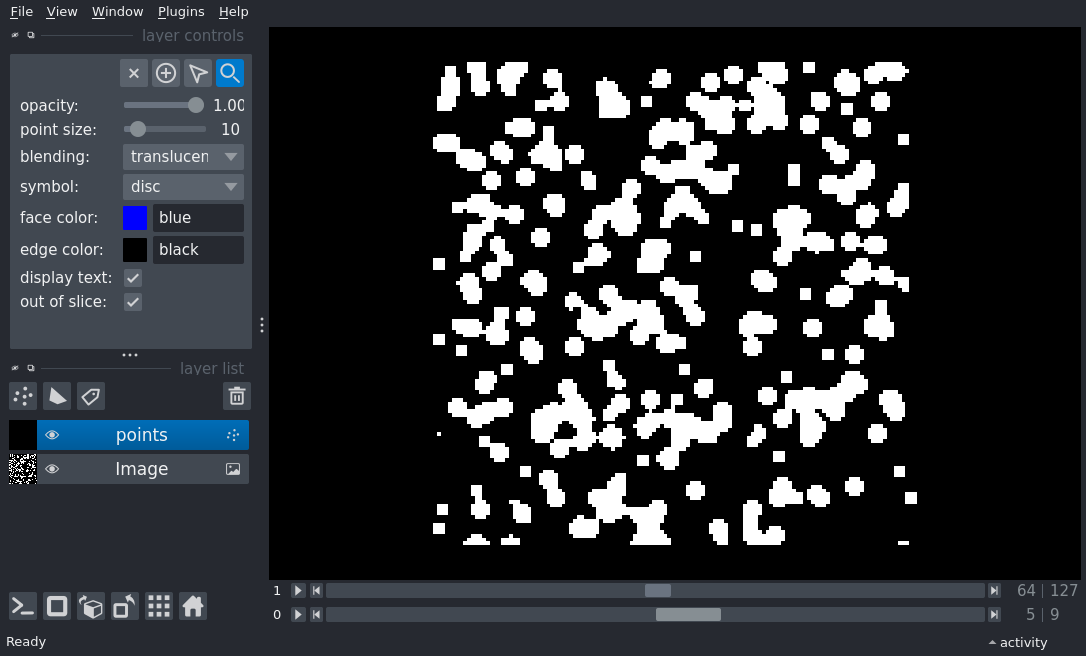 File View Window Plugins Help
layer controls
opacity: 1.00
point size: 10
blending: translucen
symbol: disc
face color: blue
edge color: black
display text:
out of slice:
layer list
points
Image
1 64 127
0 5 9
Ready activity